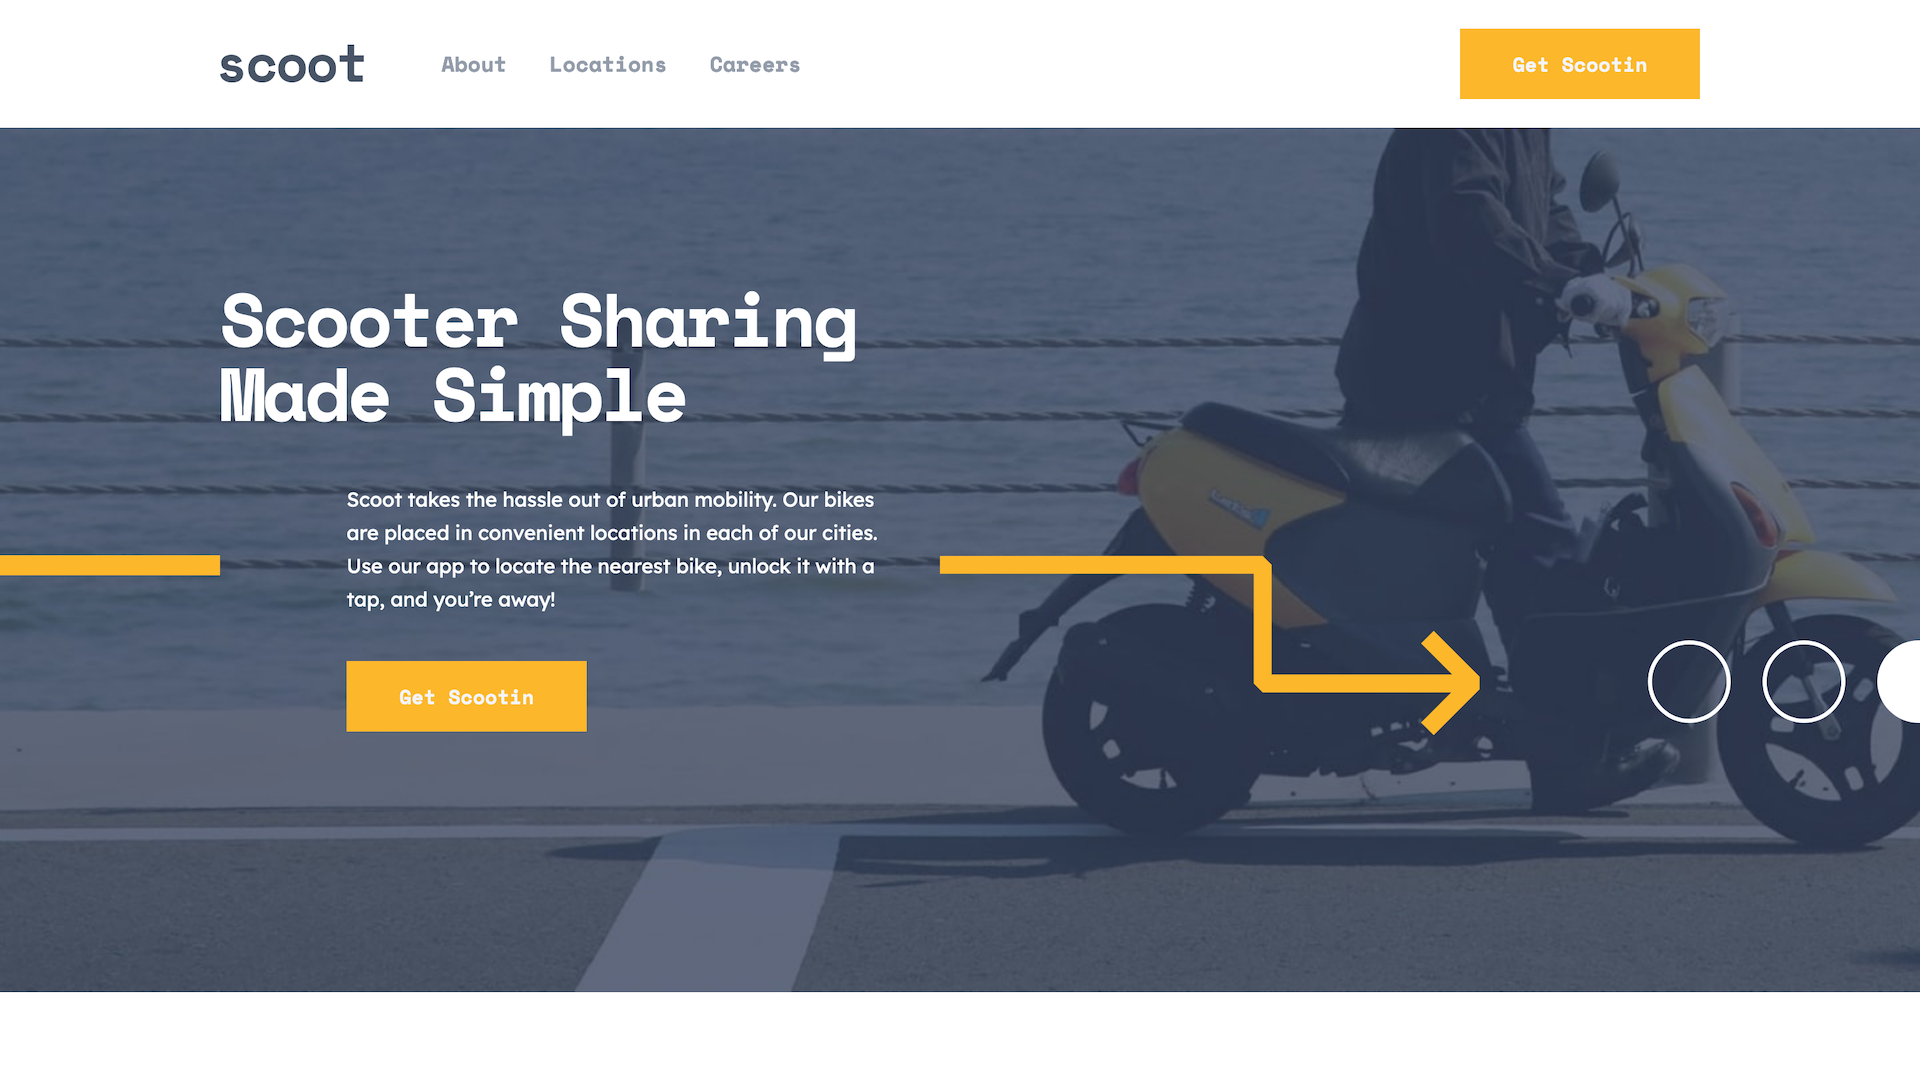 scoot
About
Locations
Careers
Get Scootin
Scooter Sharing
Made Simple
Scoot takes the hassle out of urban mobility. Our bikes
are placed in convenient locations in each of our cities.
Use our app to locate the nearest bike, unlock it with a
tap, and you’re away!
Get Scootin